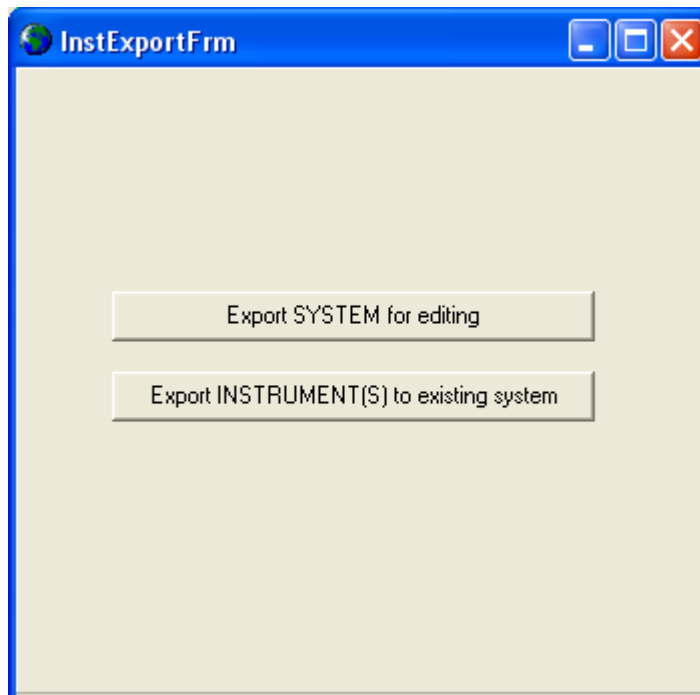 InstExportFrm
Export SYSTEM for editing
Export INSTRUMENT(S) to existing system